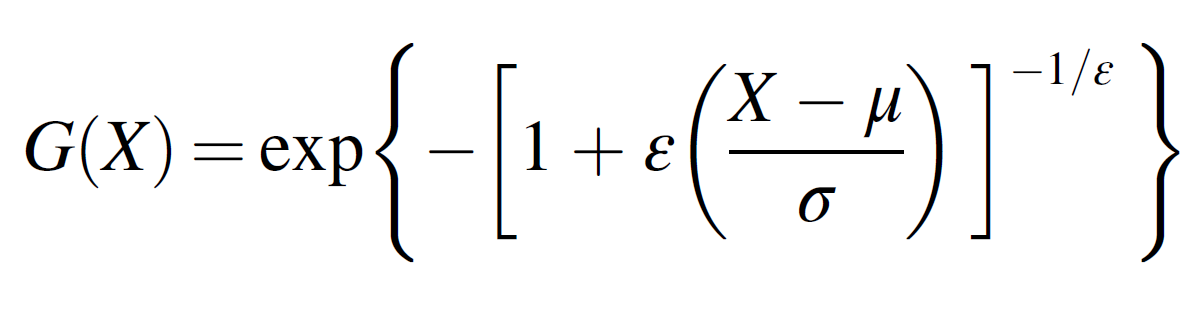 G(X) = exp{ − [ 1 + ε( (X − μ) / σ ) ]^{−1/ε} }